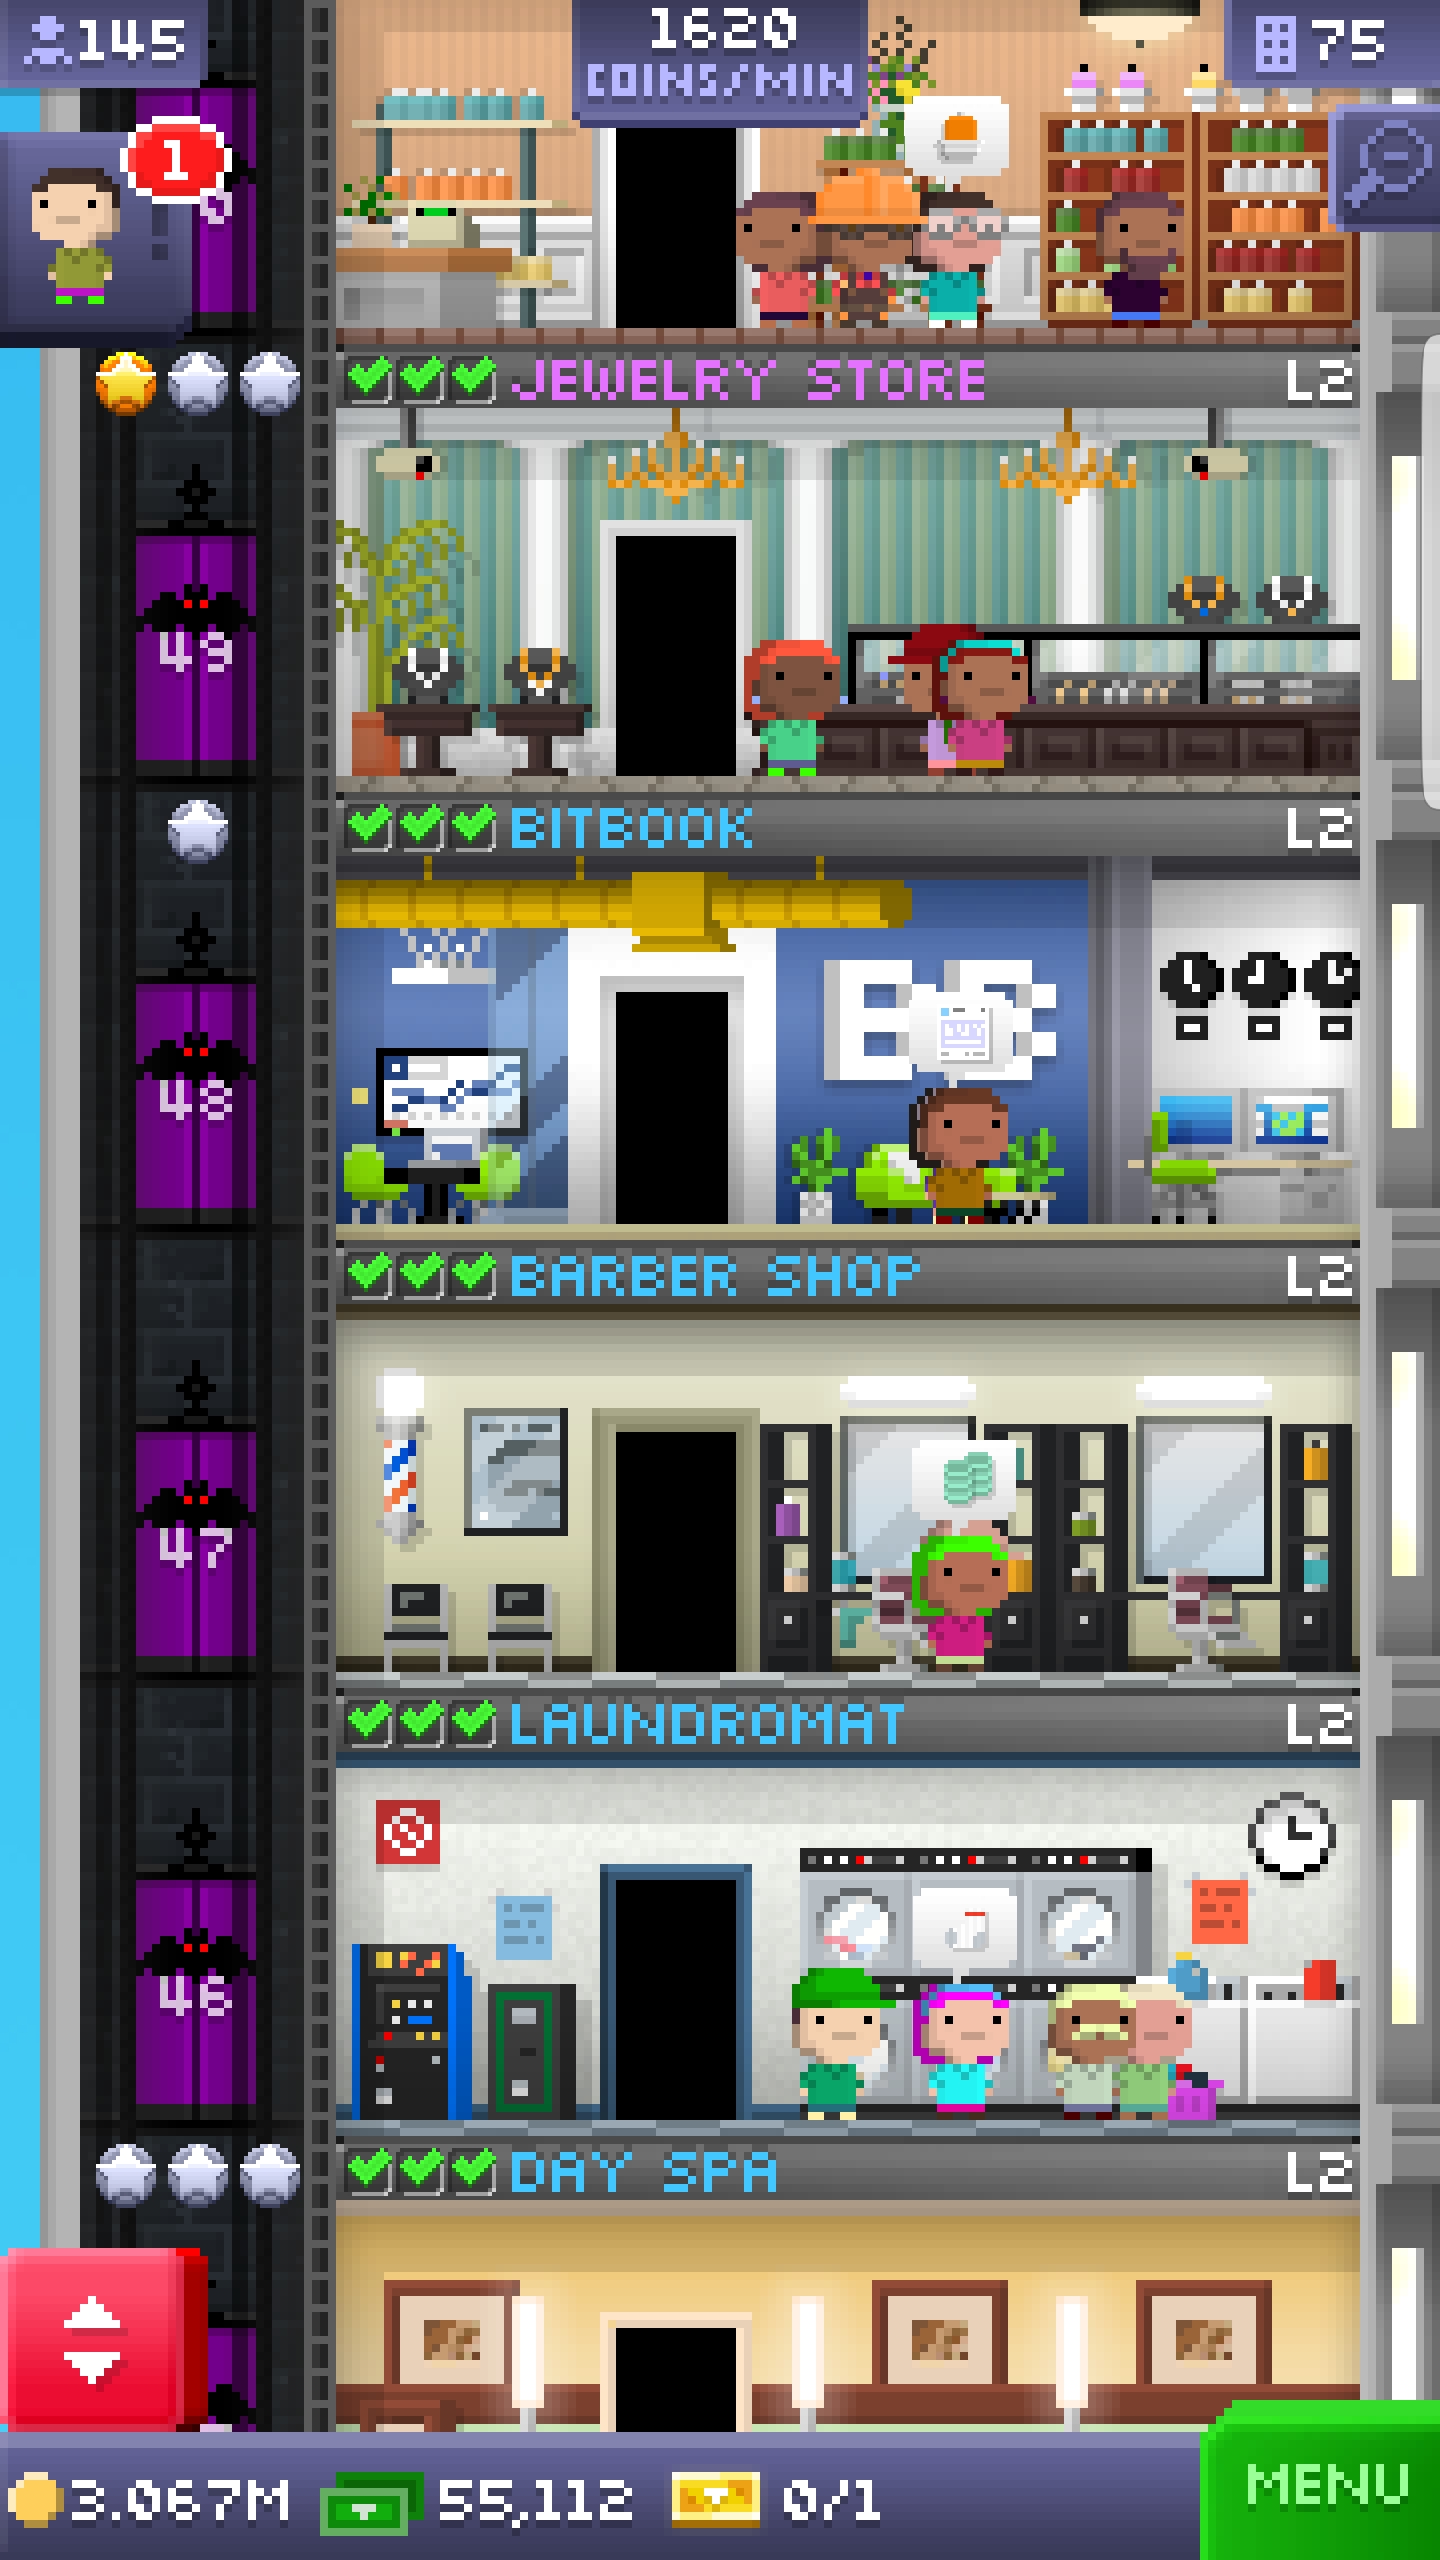 145
1620
COINS/MIN
75
1
JEWELRY STORE L2
49
BITBOOK L2
48
BUY
BARBER SHOP L2
47
LAUNDROMAT L2
46
DAY SPA L2
3.067M 55,112 0/1 MENU